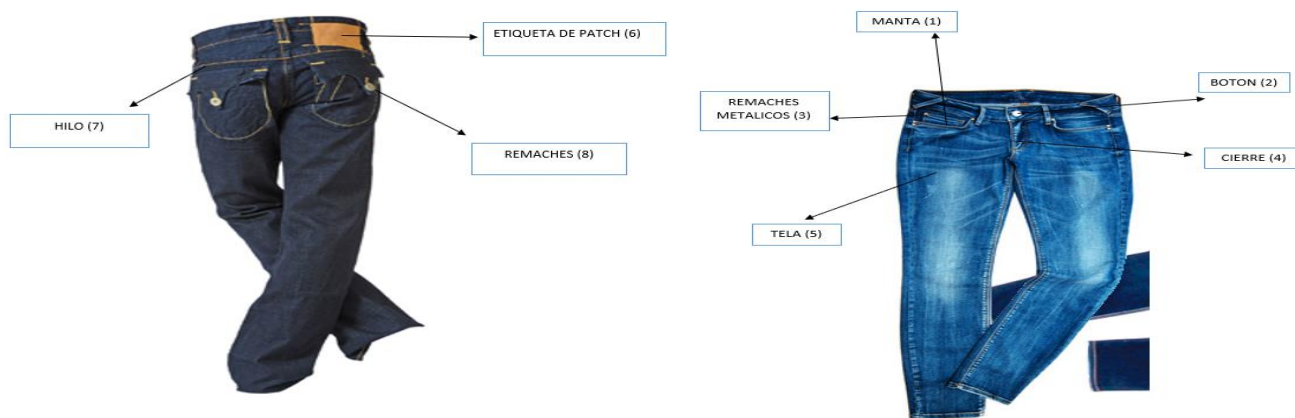 ETIQUETA DE PATCH (6)
HILO (7)
REMACHES (8)
MANTA (1)
BOTON (2)
REMACHES
METALICOS (3)
CIERRE (4)
TELA (5)